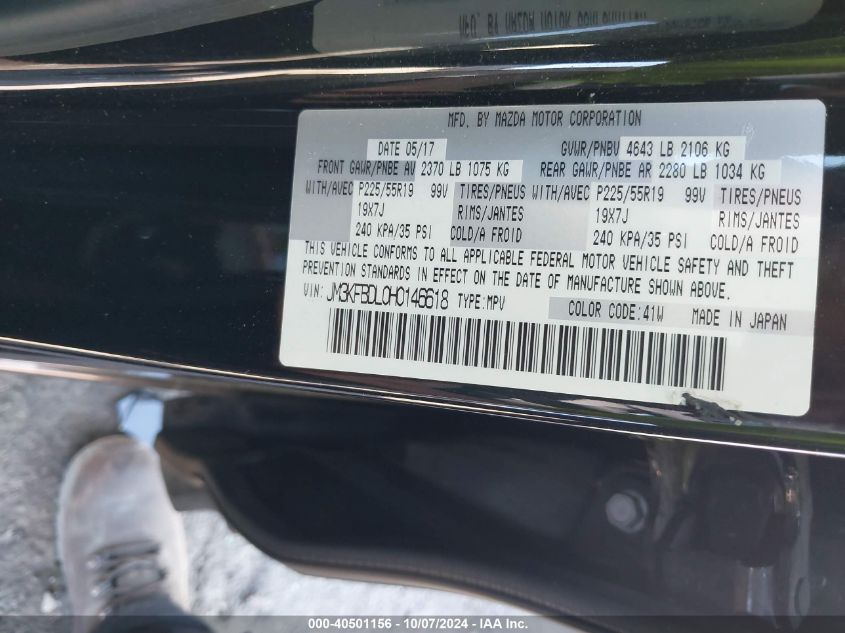 MFD. BY MAZDA MOTOR CORPORATION
DATE 05/17 GVWR/PNBV 4643 LB 2106 KG
FRONT GAWR/PNBE AV 2370 LB 1075 KG REAR GAWR/PNBE AR 2280 LB 1034 KG
WITH/AVEC P225/55R19 99V TIRES/PNEUS WITH/AVEC P225/55R19 99V TIRES/PNEUS
19X7J RIMS/JANTES 19X7J RIMS/JANTES
240 KPA/35 PSI COLD/A FROID 240 KPA/35 PSI COLD/A FROID
THIS VEHICLE CONFORMS TO ALL APPLICABLE FEDERAL MOTOR VEHICLE SAFETY AND THEFT
PREVENTION STANDARDS IN EFFECT ON THE DATE OF MANUFACTURE SHOWN ABOVE.
VIN: JM3KFBDL0H0146618 TYPE:MPV COLOR CODE:41W MADE IN JAPAN
000-40501156 - 10/07/2024 - IAA Inc.